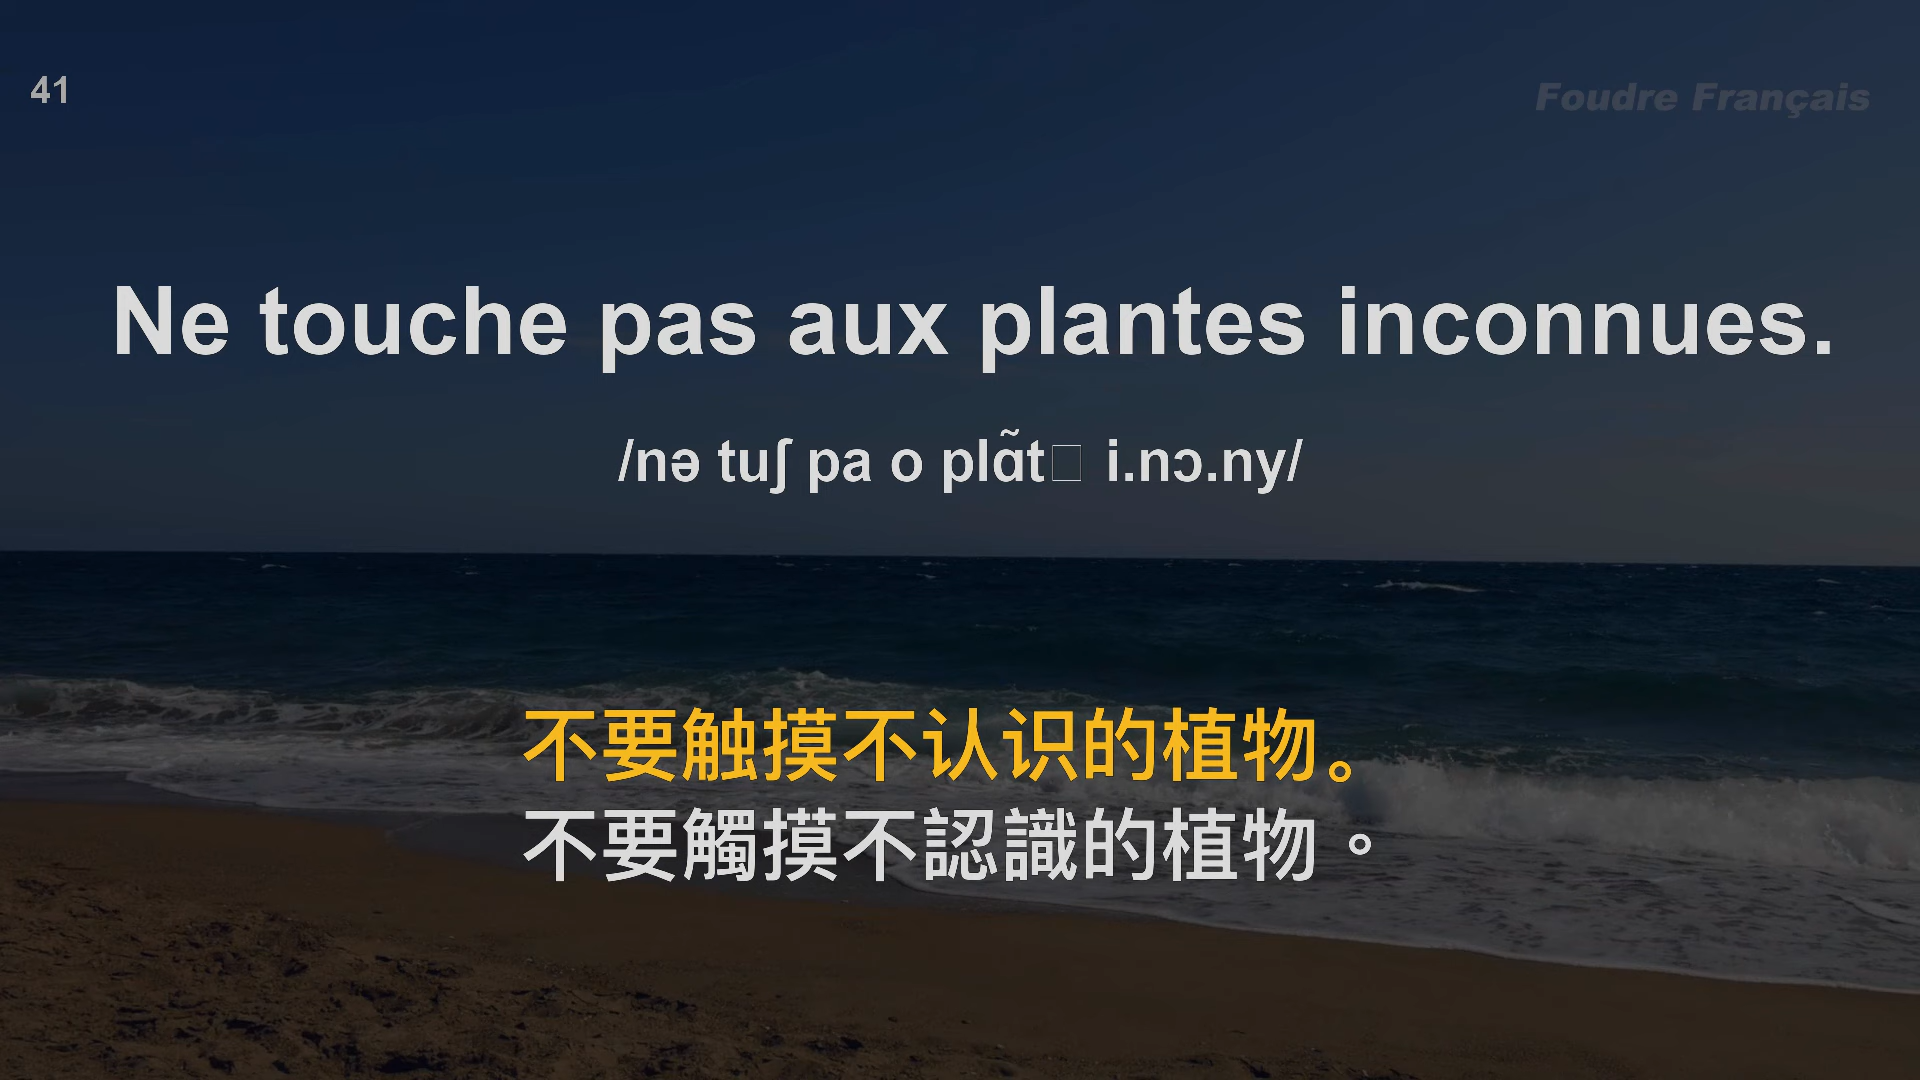 41
Foudre Français
Ne touche pas aux plantes inconnues.
/nə tuʃ pa o plɑ̃t□ i.nɔ.ny/
不要触摸不认识的植物。
不要觸摸不認識的植物。